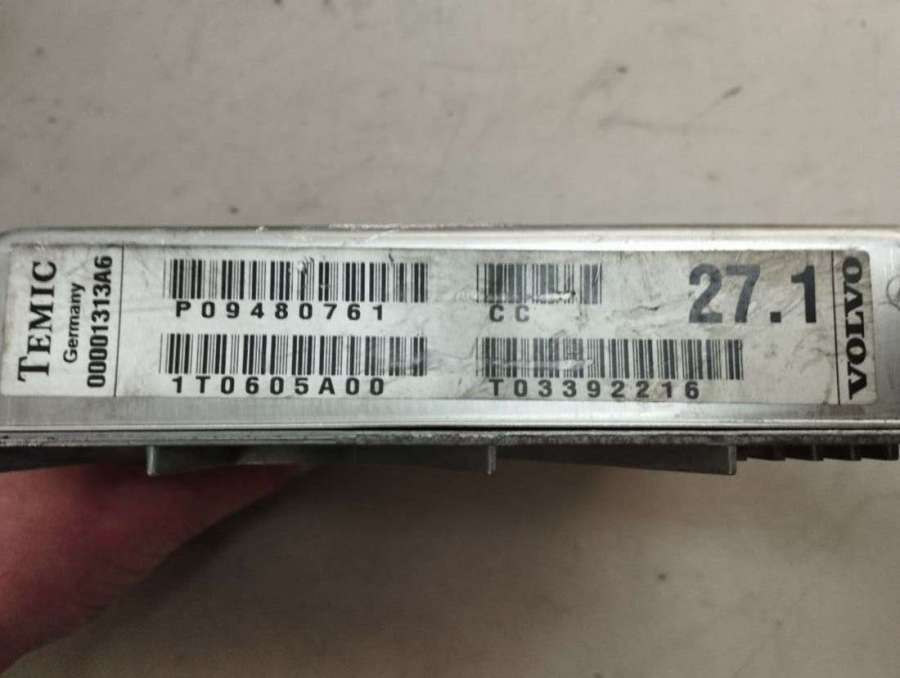 TEMIC
Germany
00001313A6
P09480761
CC
27.1
1T0605A00
T03392216
VOLVO